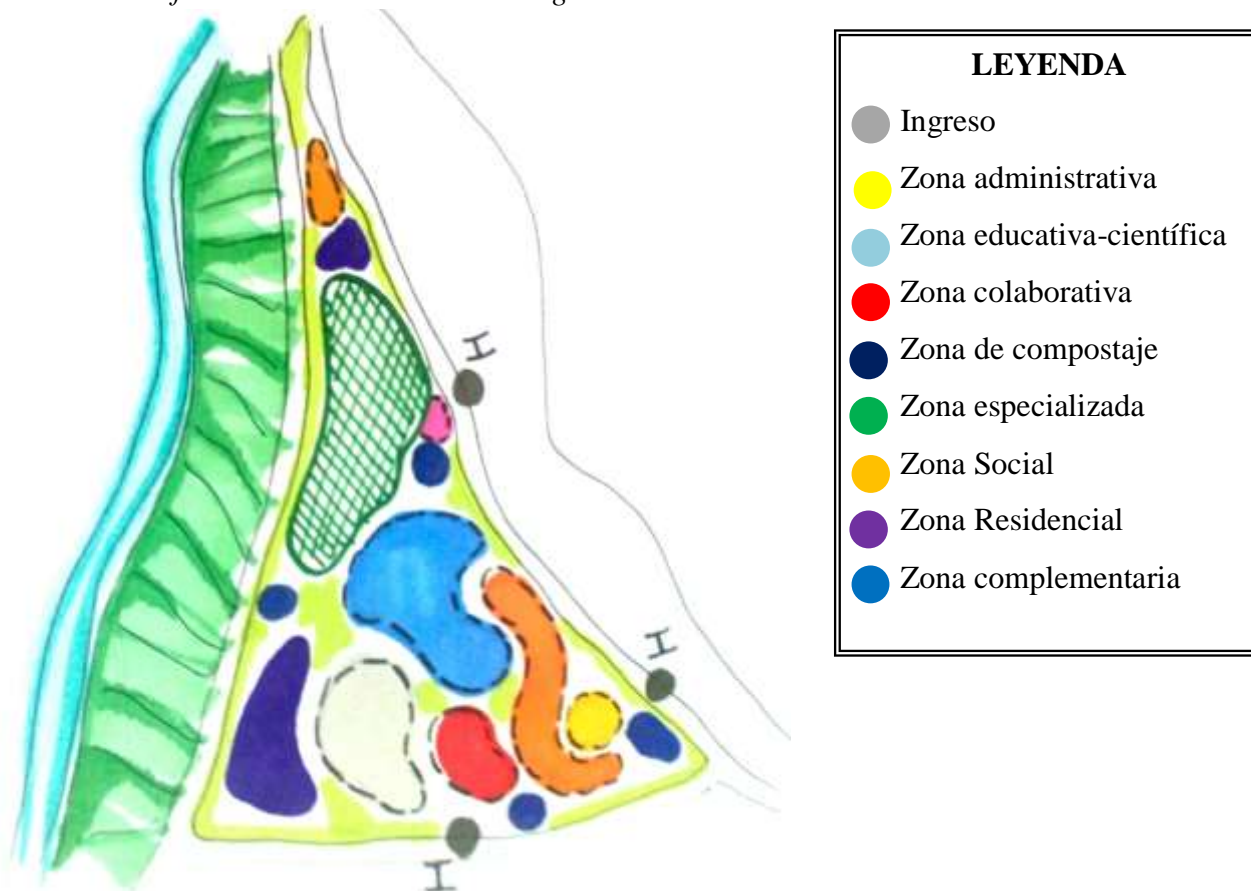 I
I
I
LEYENDA
Ingreso
Zona administrativa
Zona educativa-científica
Zona colaborativa
Zona de compostaje
Zona especializada
Zona Social
Zona Residencial
Zona complementaria